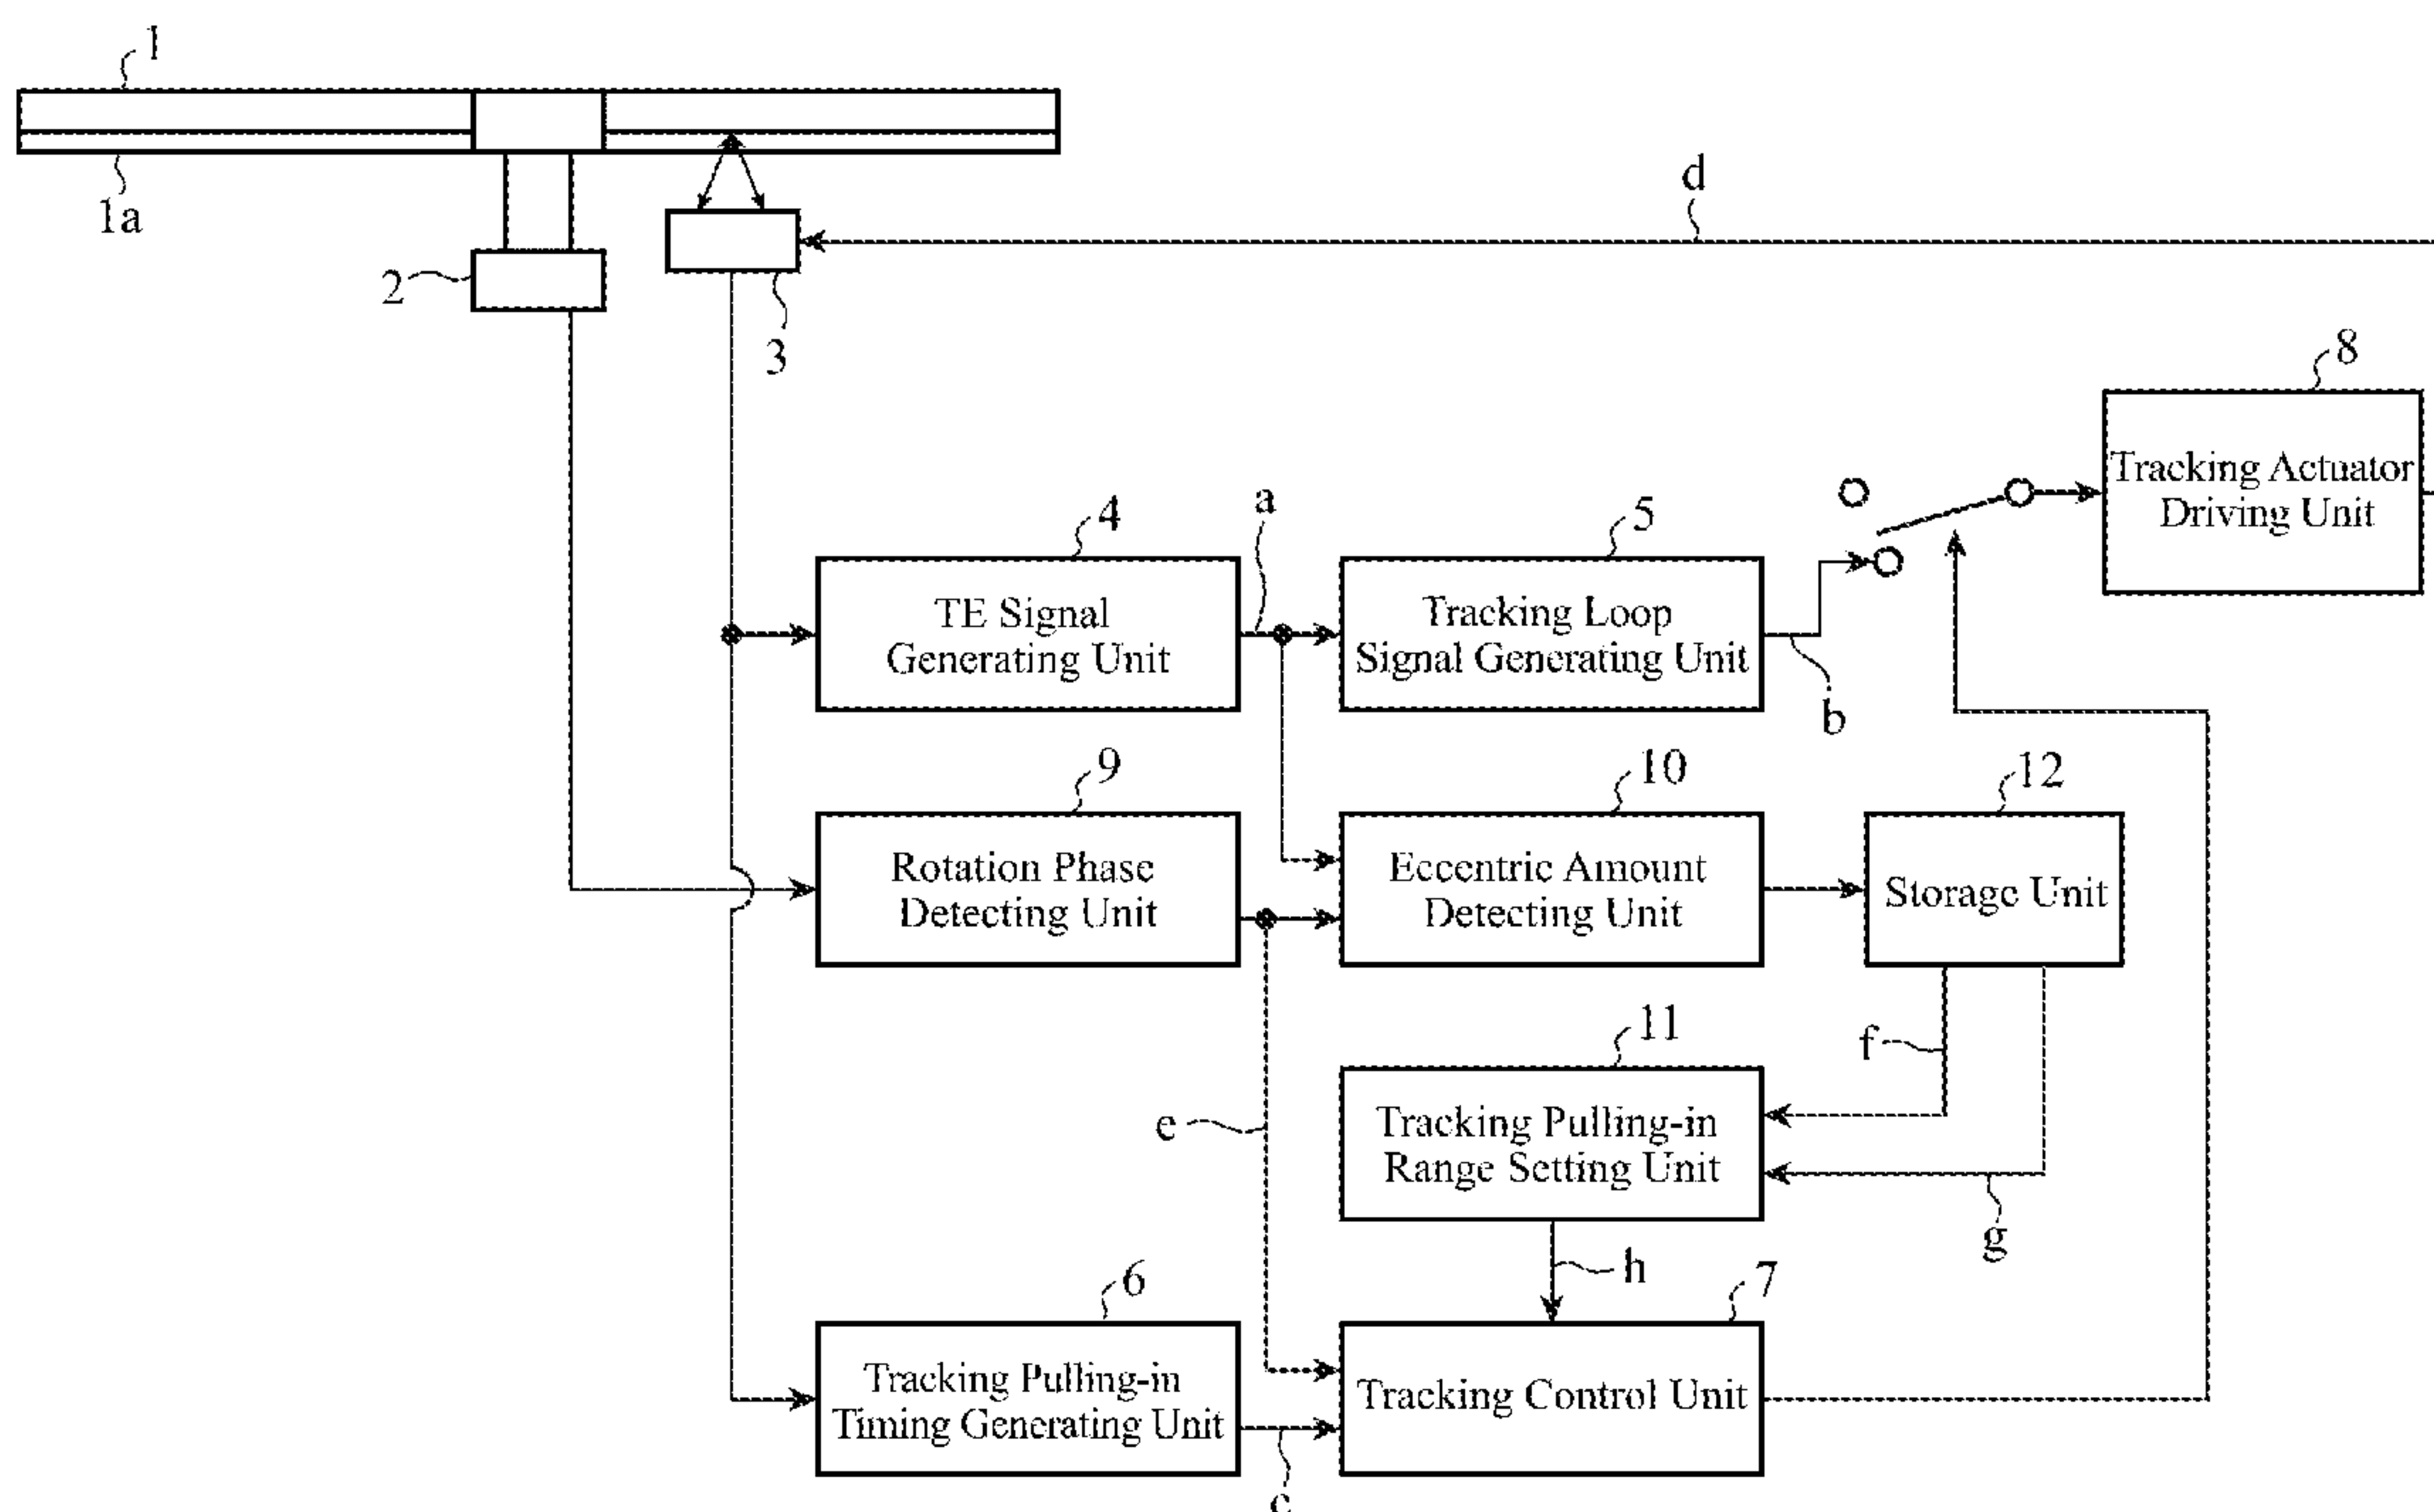 1
1a
d
2
3
8
Tracking Actuator
Driving Unit
4
a
5
TE Signal
Generating Unit
Tracking Loop
Signal Generating Unit
b
9
10
12
Rotation Phase
Detecting Unit
Eccentric Amount
Detecting Unit
Storage Unit
11
f
e
Tracking Pulling-in
Range Setting Unit
g
h
6
7
Tracking Pulling-in
Timing Generating Unit
Tracking Control Unit
c